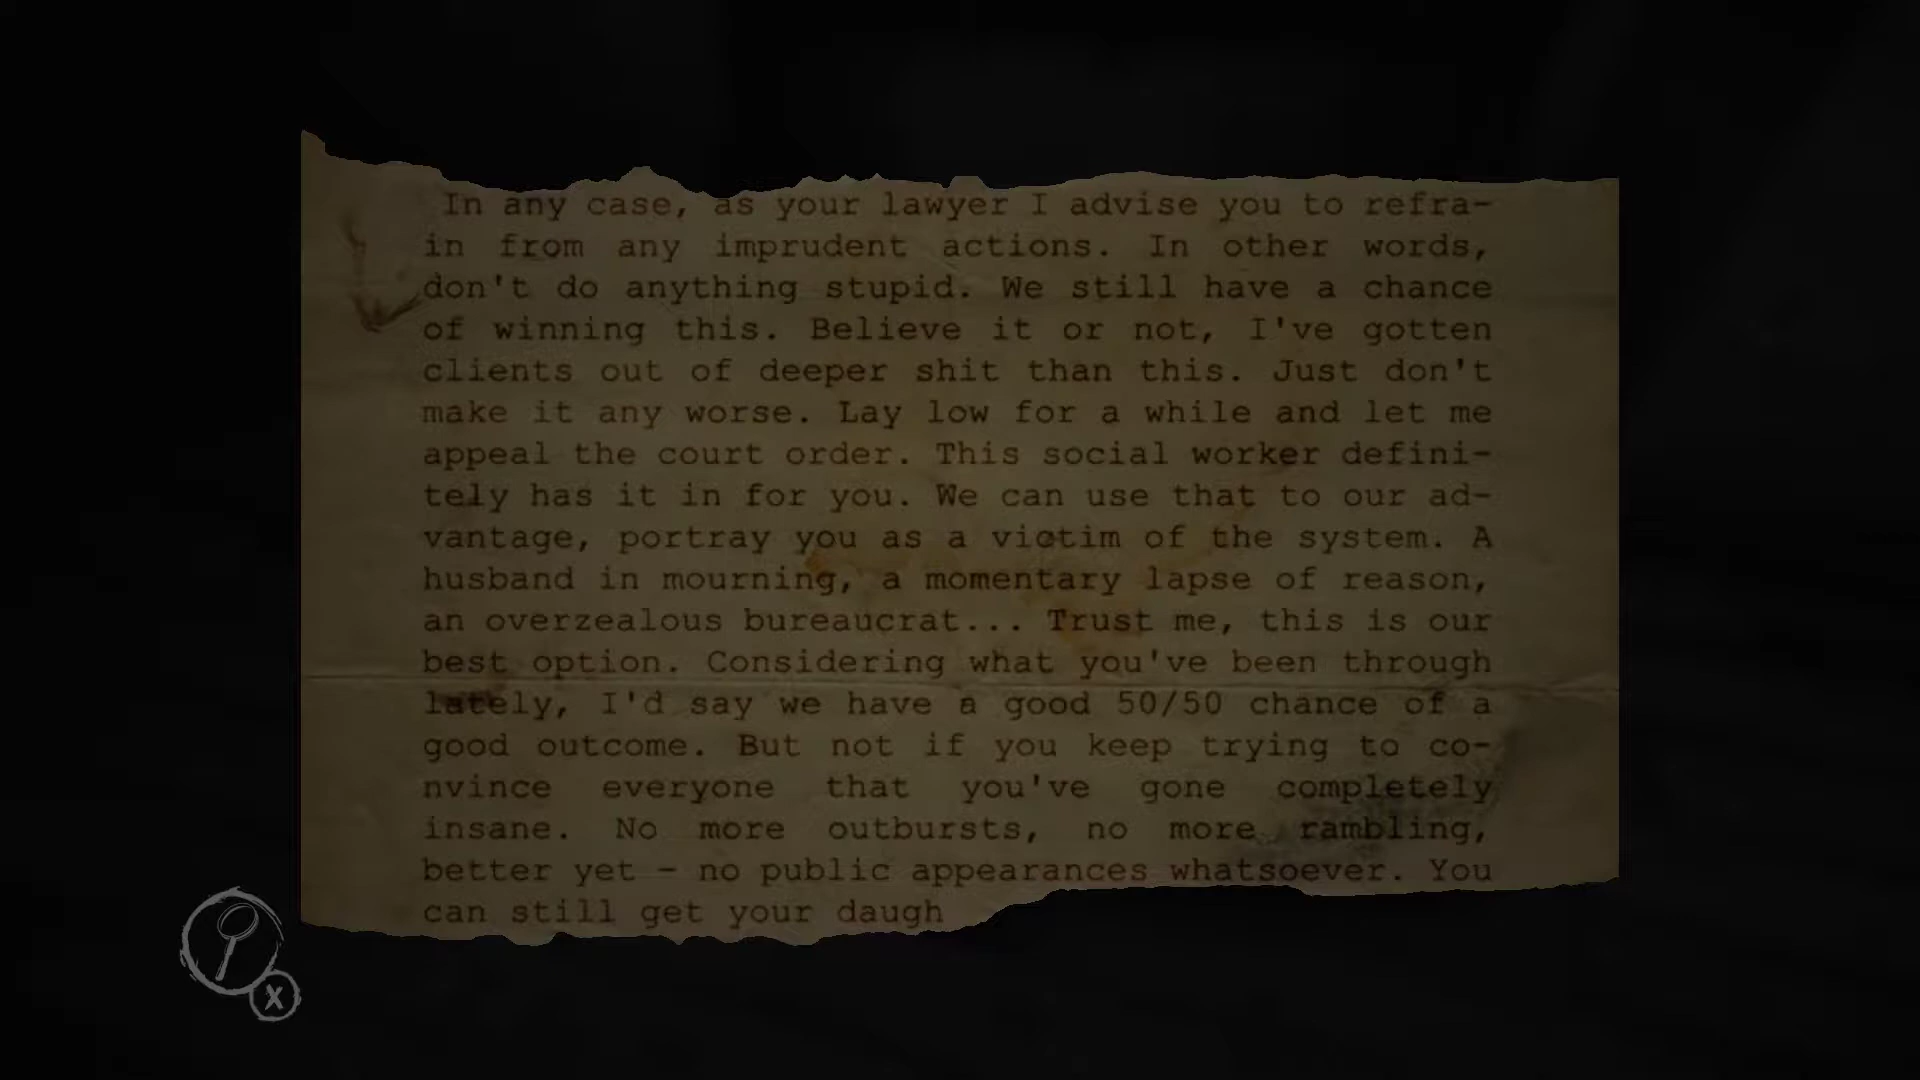 In any case, as your lawyer I advise you to refra-
in from any imprudent actions. In other words,
don't do anything stupid. We still have a chance
of winning this. Believe it or not, I've gotten
clients out of deeper shit than this. Just don't
make it any worse. Lay low for a while and let me
appeal the court order. This social worker defini-
tely has it in for you. We can use that to our ad-
vantage, portray you as a victim of the system. A
husband in mourning, a momentary lapse of reason,
an overzealous bureaucrat... Trust me, this is our
best option. Considering what you've been through
lately, I'd say we have a good 50/50 chance of a
good outcome. But not if you keep trying to co-
nvince everyone that you've gone completely
insane. No more outbursts, no more rambling,
better yet - no public appearances whatsoever. You
can still get your daugh
X